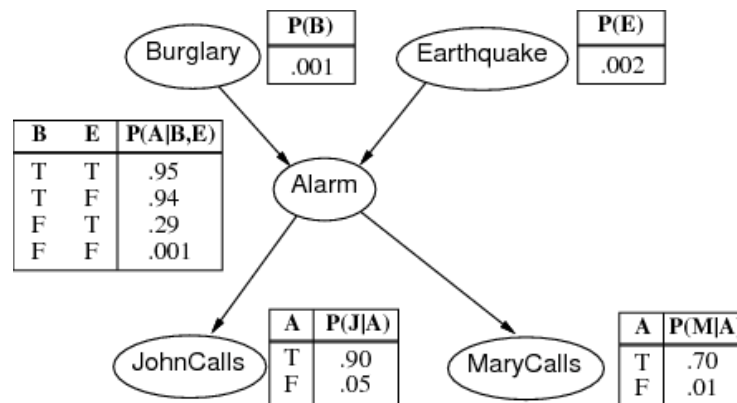 Burglary
P(B)
.001
Earthquake
P(E)
.002
B E P(A|B,E)
T T .95
T F .94
F T .29
F F .001
Alarm
JohnCalls
A P(J|A)
T .90
F .05
MaryCalls
A P(M|A)
T .70
F .01